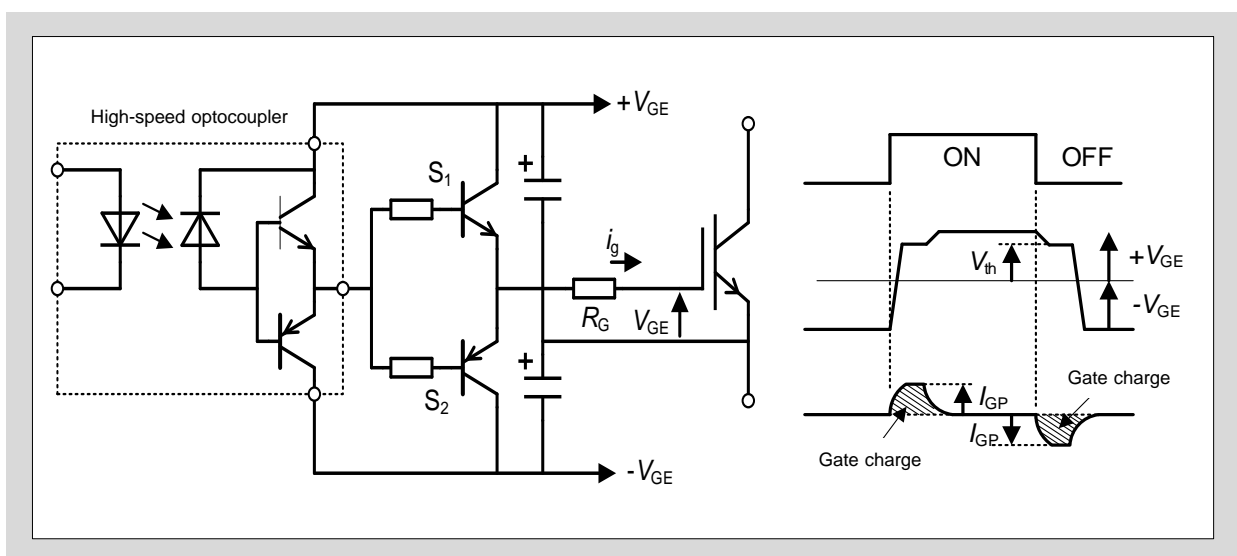 High-speed optocoupler
+VGE
S1
+
ig
RG
VGE
S2
+
-VGE
ON
OFF
Vth
+VGE
-VGE
IGP
Gate charge
IGP
Gate charge